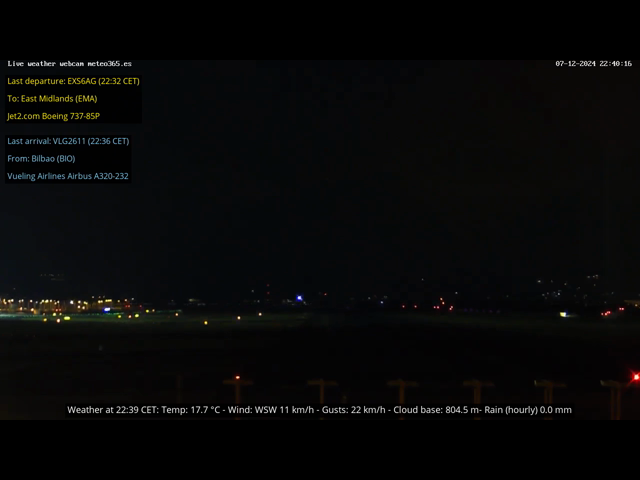 Live weather webcam meteo365.es
07-12-2024 22:40:16
Last departure: EXS6AG (22:32 CET)
To: East Midlands (EMA)
Jet2.com Boeing 737-85P
Last arrival: VLG2611 (22:36 CET)
From: Bilbao (BIO)
Vueling Airlines Airbus A320-232
Weather at 22:39 CET: Temp: 17.7 °C - Wind: WSW 11 km/h - Gusts: 22 km/h - Cloud base: 804.5 m- Rain (hourly) 0.0 mm